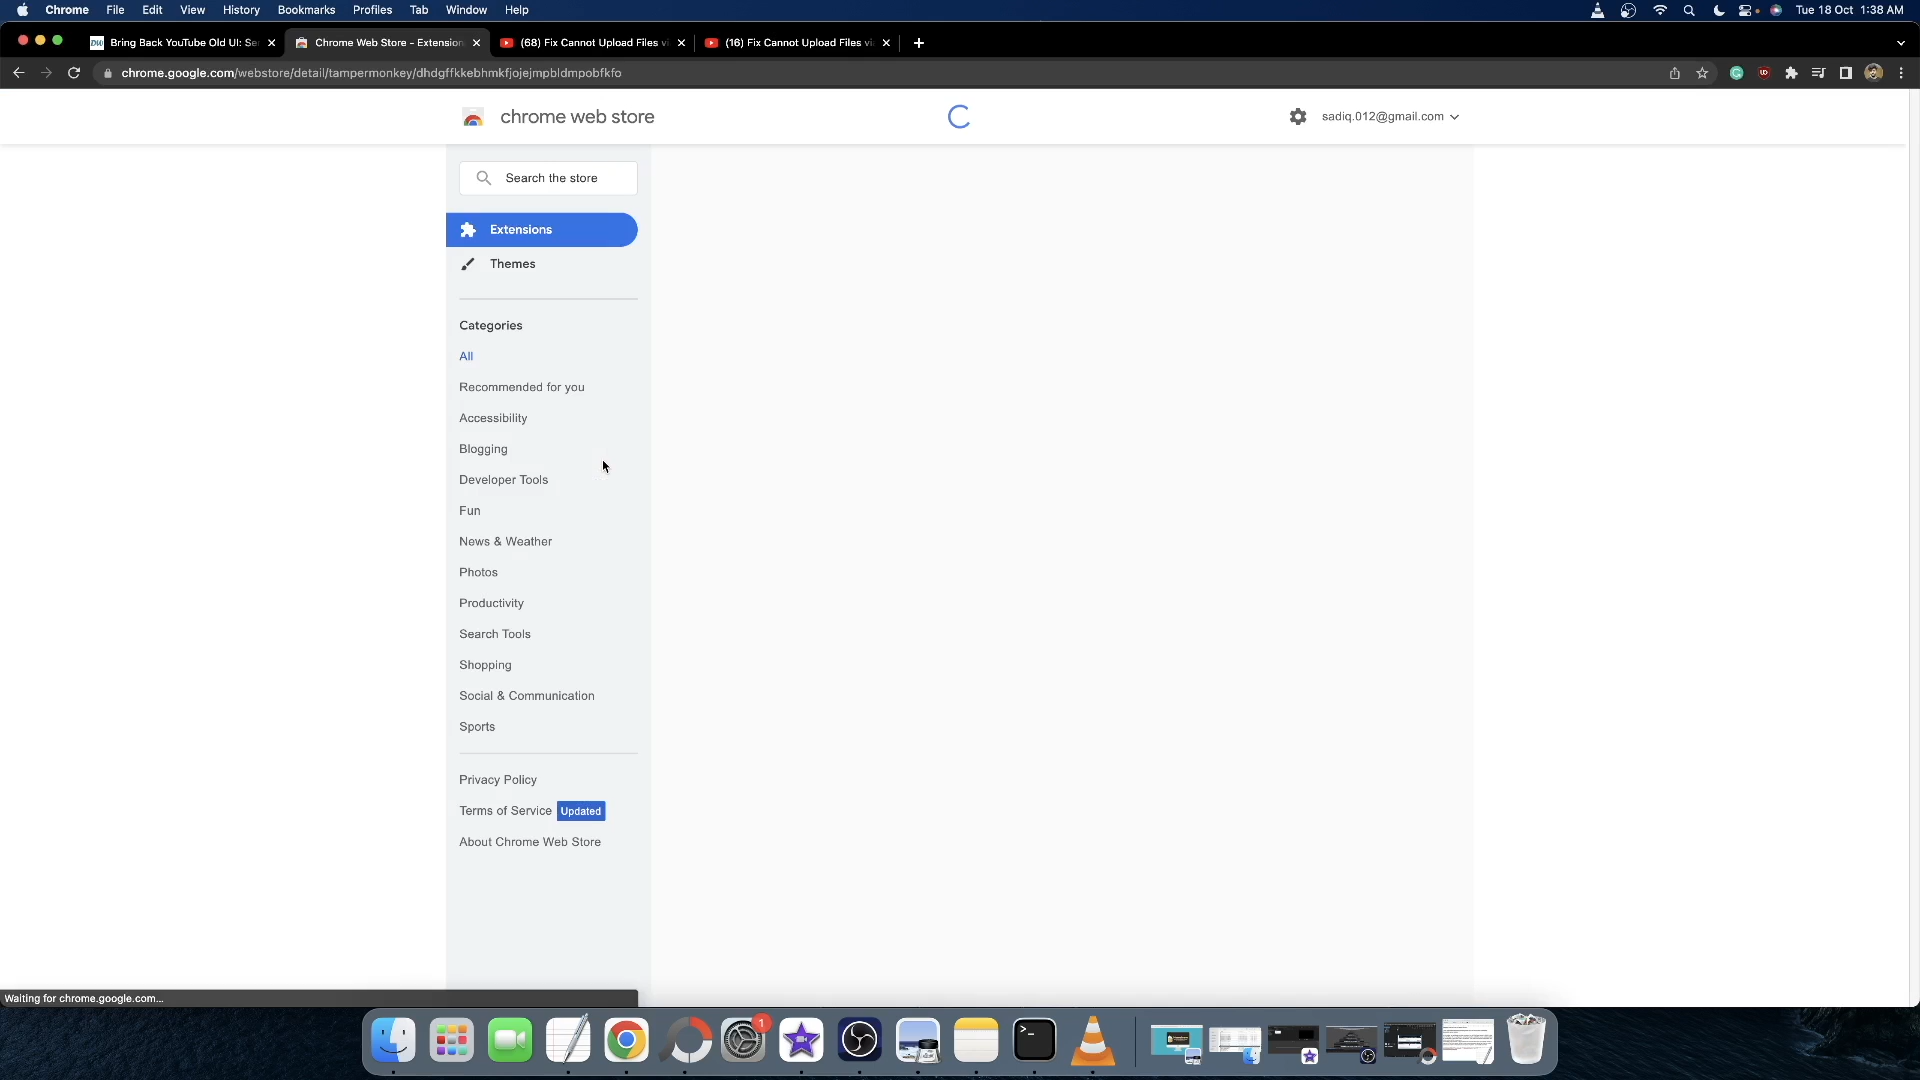 Chrome File Edit View History Bookmarks Profiles Tab Window Help Tue 18 Oct 1:38 AM
DW Bring Back YouTube Old UI: Se Chrome Web Store - Extension (68) Fix Cannot Upload Files vi (16) Fix Cannot Upload Files vi
chrome.google.com/webstore/detail/tampermonkey/dhdgffkkebhmkfjojejmpbldmpobfkfo
chrome web store sadiq.012@gmail.com
Search the store
Extensions
Themes
Categories
All
Recommended for you
Accessibility
Blogging
Developer Tools
Fun
News & Weather
Photos
Productivity
Search Tools
Shopping
Social & Communication
Sports
Privacy Policy
Terms of Service Updated
About Chrome Web Store
Waiting for chrome.google.com...
1